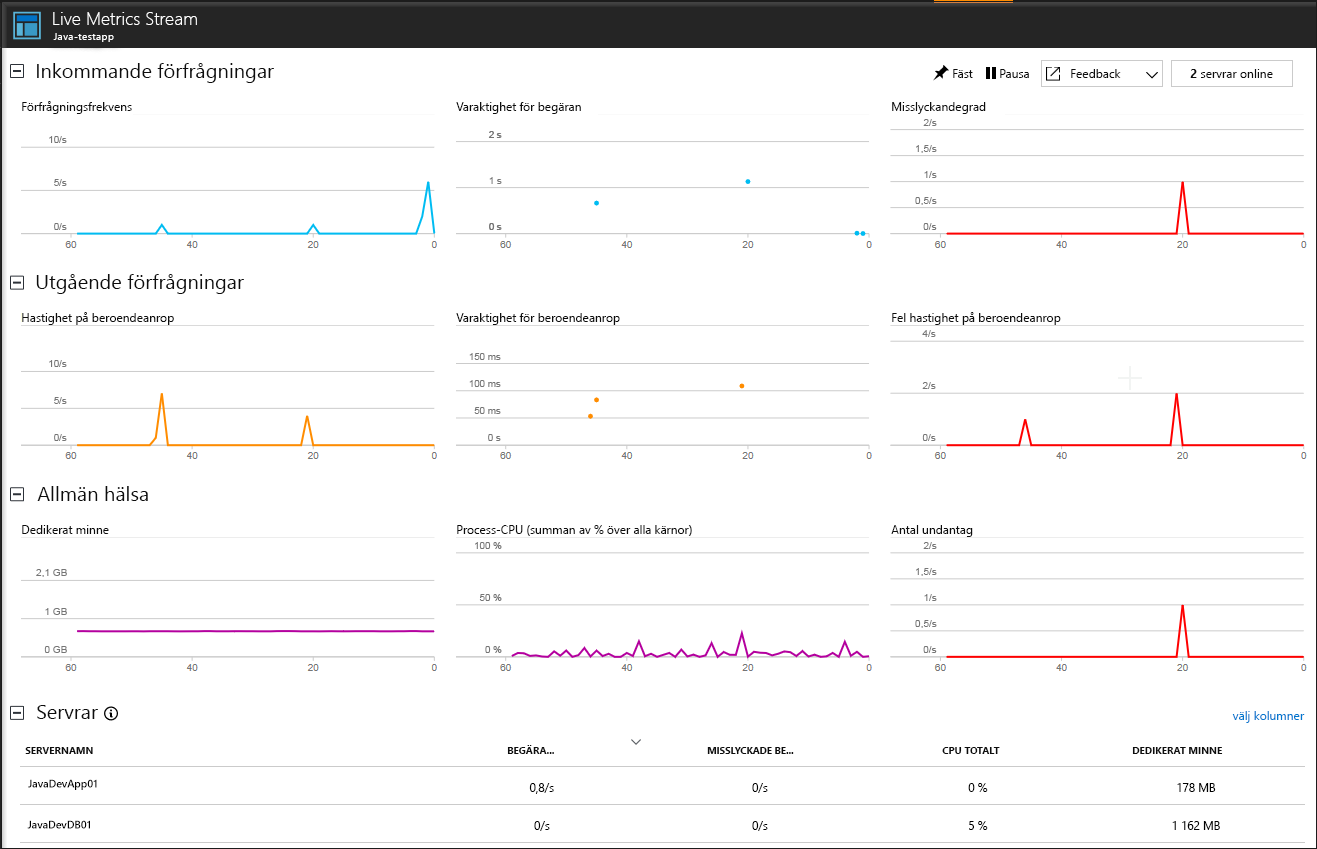 Live Metrics Stream
Java-testapp
Inkommande förfrågningar
Fäst
Pausa
Feedback
2 servrar online
Förfrågningsfrekvens
10/s
5/s
0/s
60 40 20 0
Varaktighet för begäran
2 s
1 s
0 s
60 40 20 0
Misslyckandegrad
2/s
1,5/s
1/s
0,5/s
0/s
60 40 20 0
Utgående förfrågningar
Hastighet på beroendeanrop
10/s
5/s
0/s
60 40 20 0
Varaktighet för beroendeanrop
150 ms
100 ms
50 ms
0 s
60 40 20 0
Fel hastighet på beroendeanrop
4/s
2/s
0/s
60 40 20 0
Allmän hälsa
Dedikerat minne
2,1 GB
1 GB
0 GB
60 40 20 0
Process-CPU (summan av % över alla kärnor)
100 %
50 %
0 %
60 40 20 0
Antal undantag
2/s
1,5/s
1/s
0,5/s
0/s
60 40 20 0
Servrar
välj kolumner
SERVERNAMN BEGÄRA... MISSLYCKADE BE... CPU TOTALT DEDIKERAT MINNE
JavaDevApp01 0,8/s 0/s 0 % 178 MB
JavaDevDB01 0/s 0/s 5 % 1 162 MB